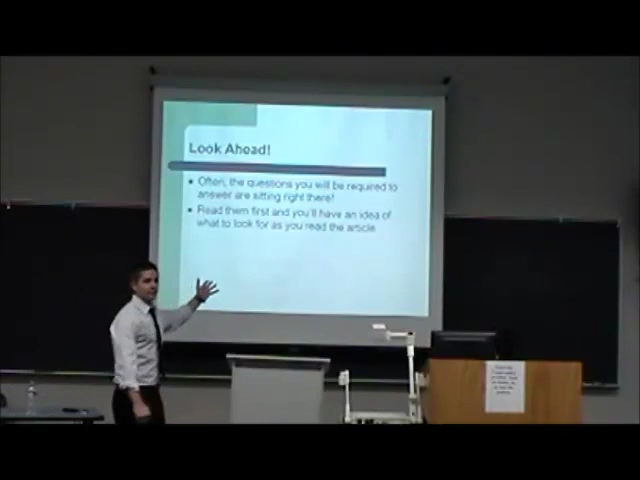 Look Ahead!
• Often, the questions you will be required to
answer are sitting right there!
• Read them first and you'll have an idea of
what to look for as you read the article.